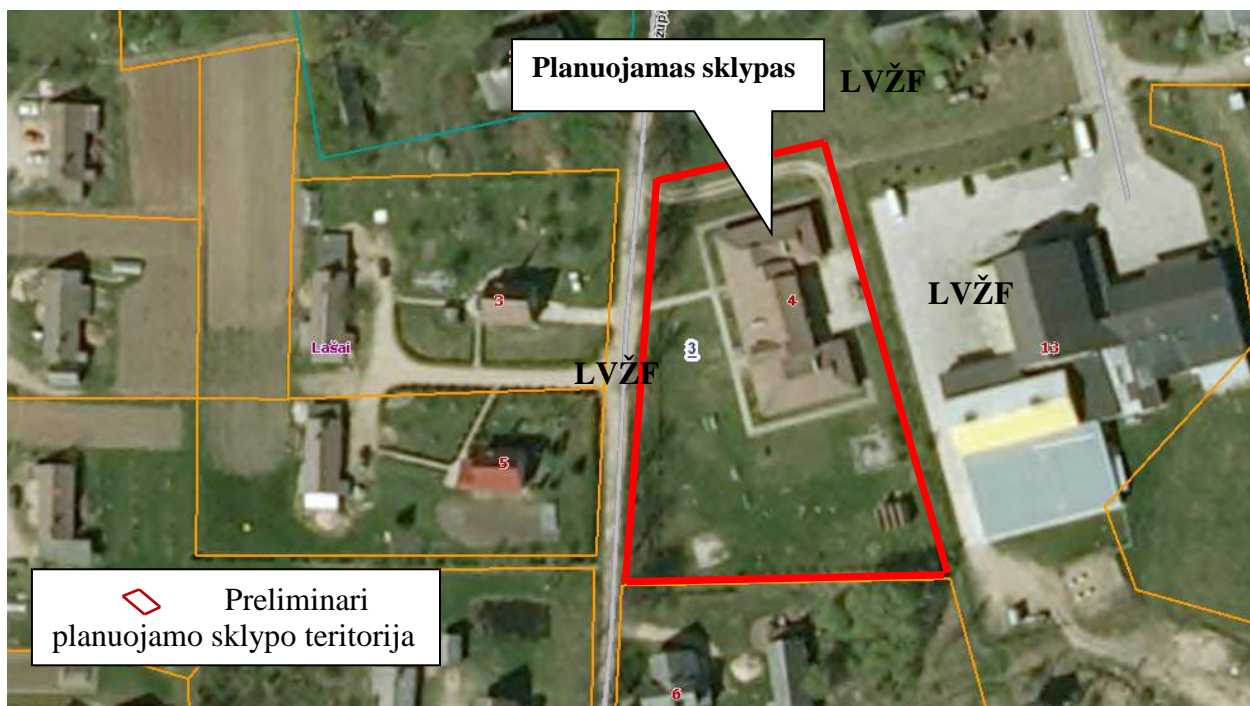 Planuojamas sklypas
LVŽF
3
4
LVŽF
Lašai
3
13
LVŽF
5
Preliminari
planuojamo sklypo teritorija
6